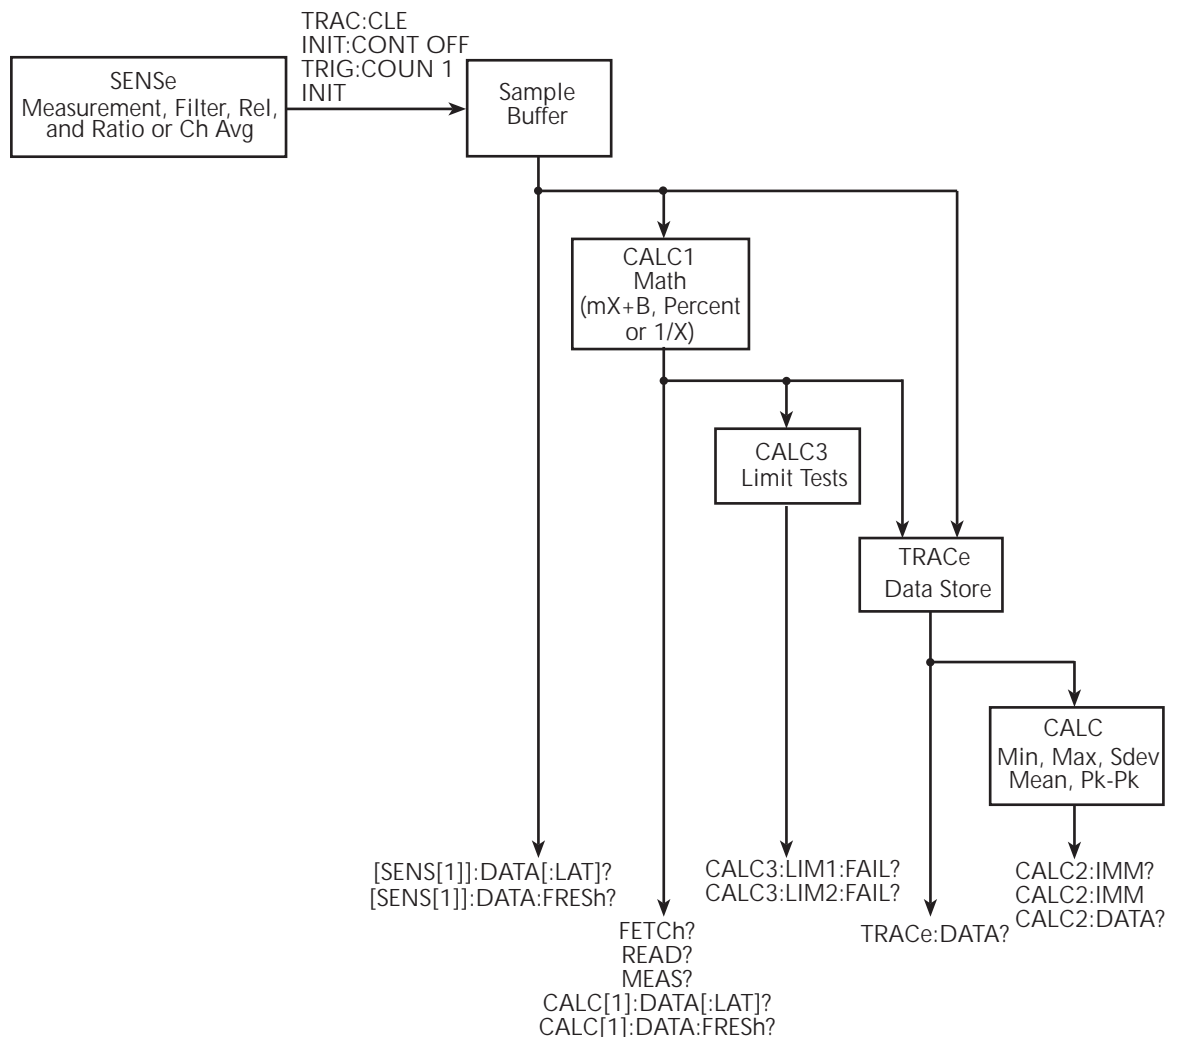 TRAC:CLE
INIT:CONT OFF
TRIG:COUN 1
INIT
SENSe
Measurement, Filter, Rel,
and Ratio or Ch Avg
Sample
Buffer
CALC1
Math
(mX+B, Percent
or 1/X)
CALC3
Limit Tests
TRACe
Data Store
CALC
Min, Max, Sdev
Mean, Pk-Pk
[SENS[1]]:DATA[:LAT]?
[SENS[1]]:DATA:FRESh?
FETCh?
READ?
MEAS?
CALC[1]:DATA[:LAT]?
CALC[1]:DATA:FRESh?
CALC3:LIM1:FAIL?
CALC3:LIM2:FAIL?
TRACe:DATA?
CALC2:IMM?
CALC2:IMM
CALC2:DATA?